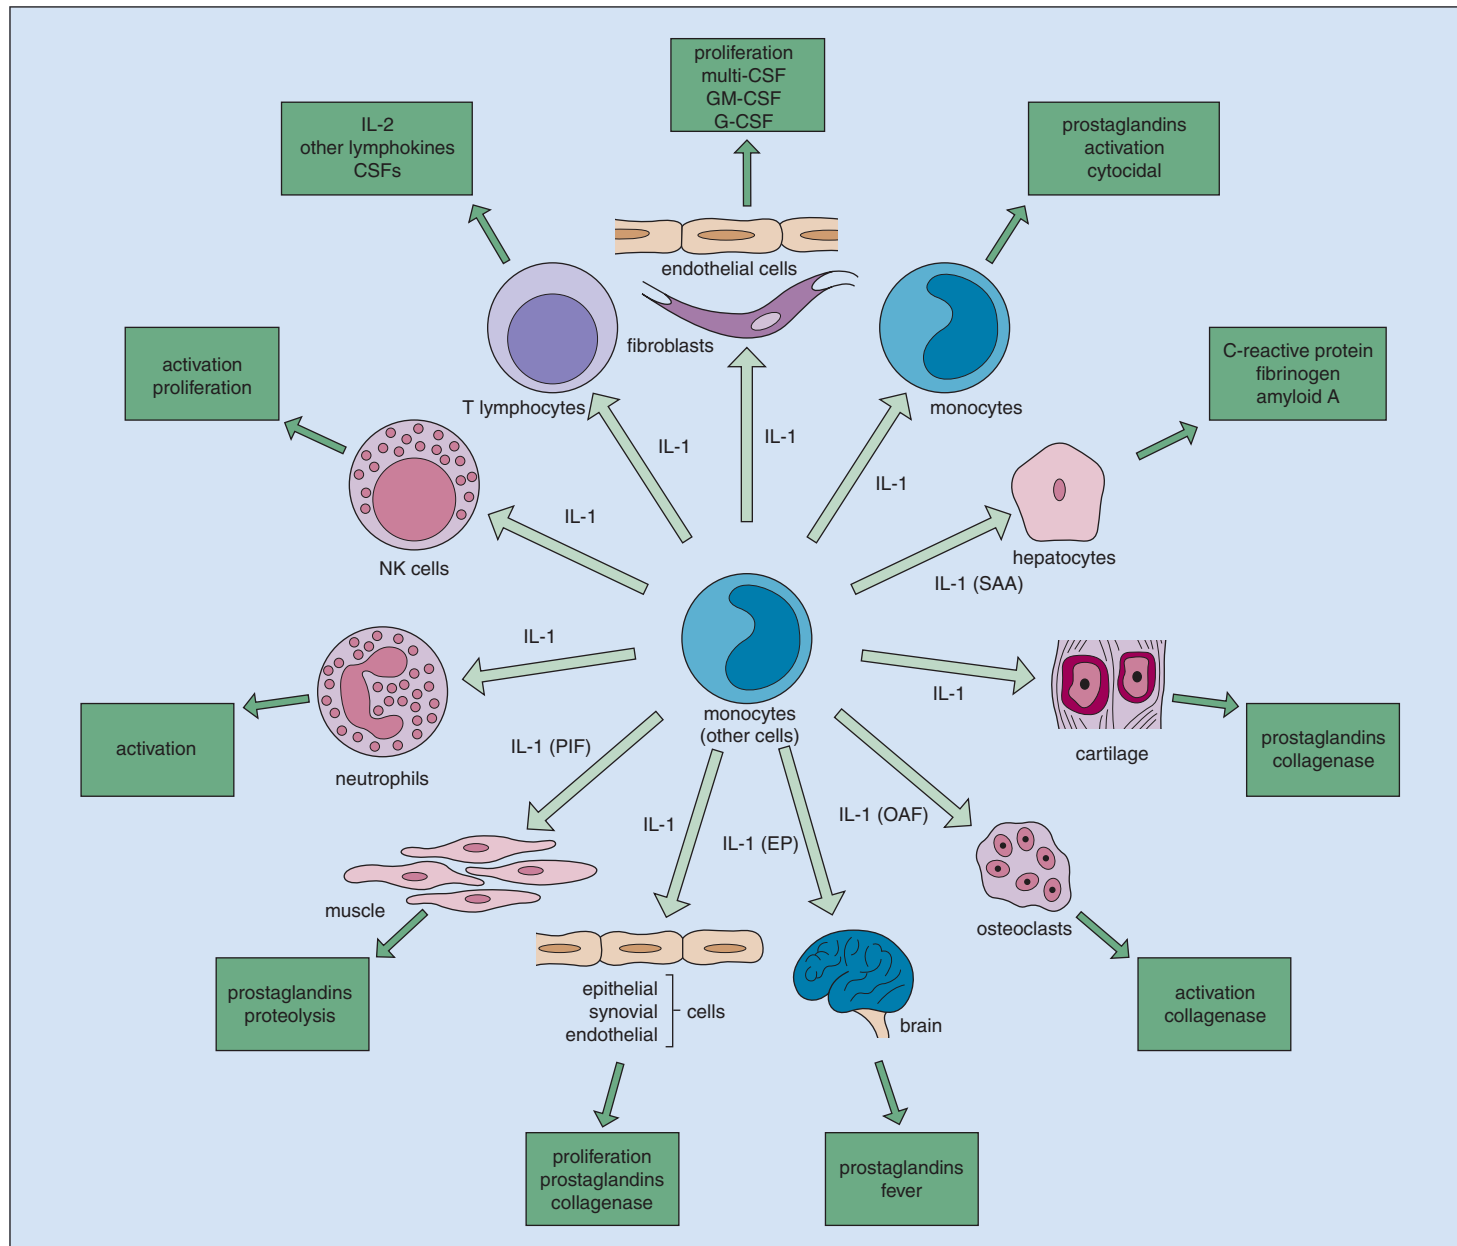 proliferation
multi-CSF
GM-CSF
G-CSF
IL-2
other lymphokines
CSFs
prostaglandins
activation
cytocidal
endothelial cells
fibroblasts
T lymphocytes
monocytes
activation
proliferation
C-reactive protein
fibrinogen
amyloid A
IL-1
IL-1
IL-1
IL-1
NK cells
hepatocytes
IL-1 (SAA)
IL-1
IL-1
monocytes
(other cells)
neutrophils
cartilage
activation
prostaglandins
collagenase
IL-1 (PIF)
IL-1
IL-1 (EP)
IL-1 (OAF)
muscle
osteoclasts
prostaglandins
proteolysis
epithelial
synovial cells
endothelial
brain
activation
collagenase
proliferation
prostaglandins
collagenase
prostaglandins
fever